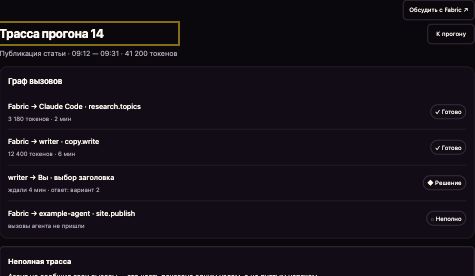 Обсудить с Fabric ↗
Трасса прогона 14
К прогону
Публикация статьи · 09:12 — 09:31 · 41 200 токенов
Граф вызовов
Fabric → Claude Code · research.topics
3 180 токенов · 2 мин
✓ Готово
Fabric → writer · copy.write
12 400 токенов · 6 мин
✓ Готово
writer → Вы · выбор заголовка
ждали 4 мин · ответ: вариант 2
◆ Решение
Fabric → example-agent · site.publish
вызовы агента не пришли
○ Неполно
Неполная трасса